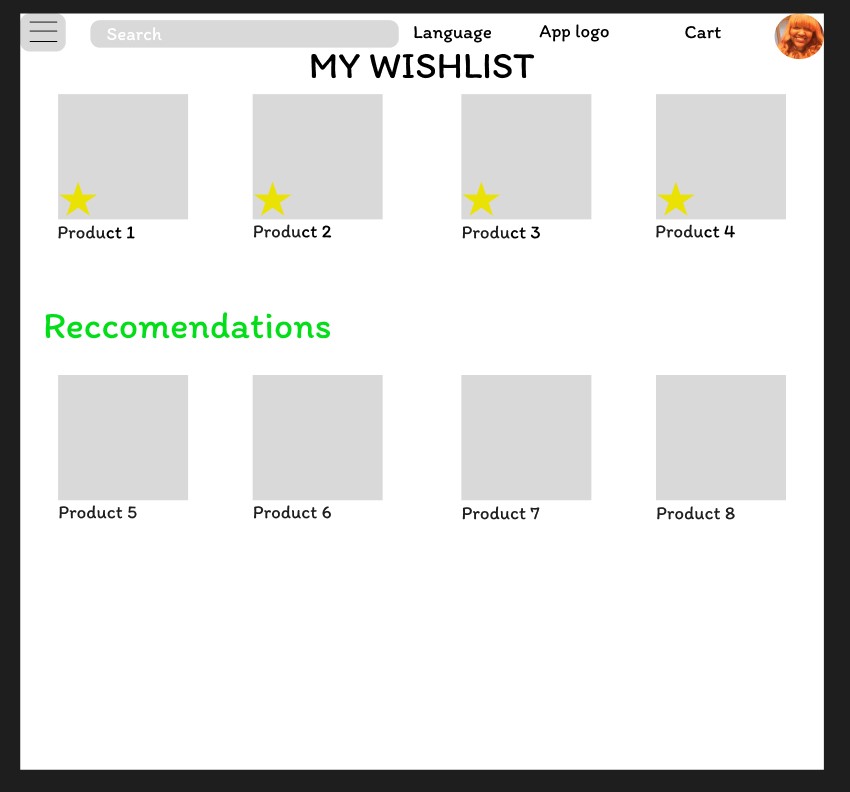 Search Language App logo Cart
MY WISHLIST
Product 1 Product 2 Product 3 Product 4
Reccomendations
Product 5 Product 6 Product 7 Product 8